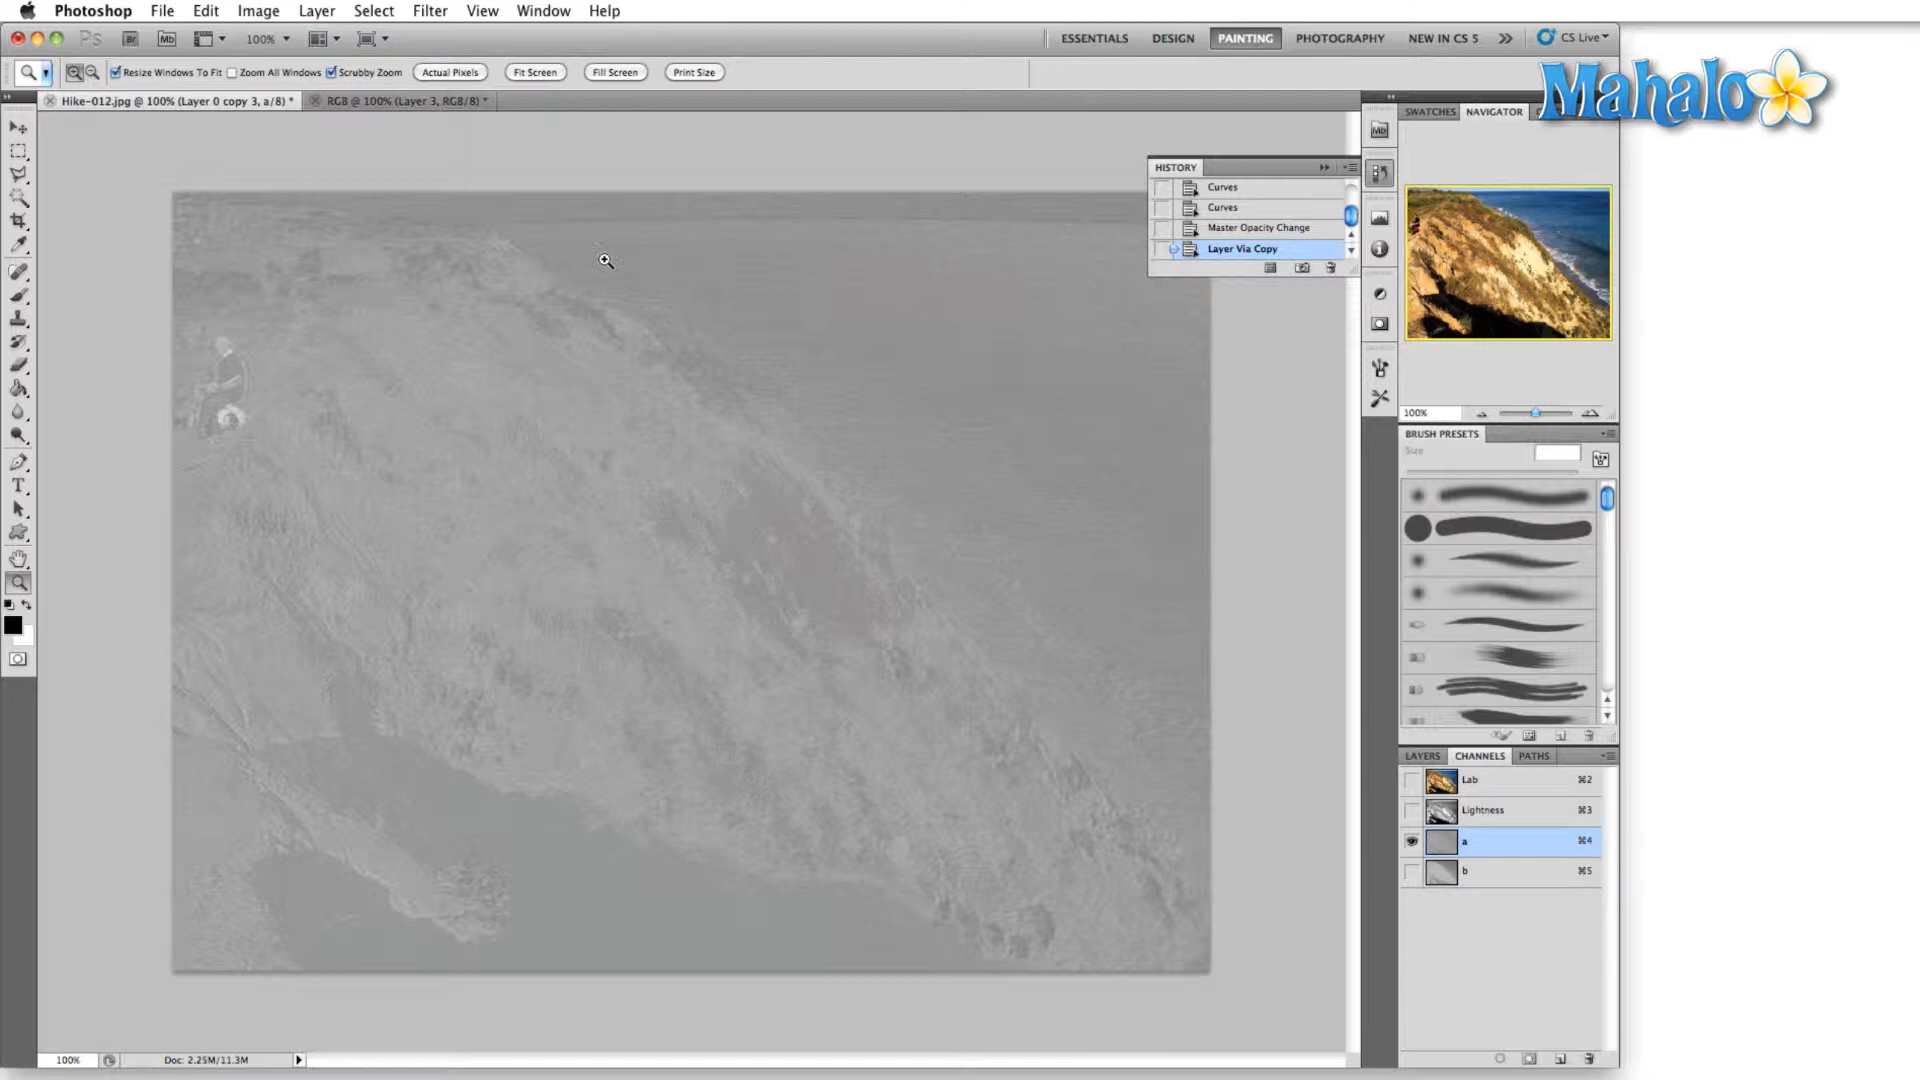 Photoshop File Edit Image Layer Select Filter View Window Help
Ps Br Mb 100% ESSENTIALS DESIGN PAINTING PHOTOGRAPHY NEW IN CS 5 CS Live
Mahalo
Resize Windows To Fit Zoom All Windows Scrubby Zoom Actual Pixels Fit Screen Fill Screen Print Size
Hike-012.jpg @ 100% (Layer 0 copy 3, a/8) * RGB @ 100% (Layer 3, RGB/8) *
SWATCHES NAVIGATOR
Mb
HISTORY
Curves
Curves
Master Opacity Change
Layer Via Copy
100%
BRUSH PRESETS
Size
T
LAYERS CHANNELS PATHS
Lab ⌘2
Lightness ⌘3
a ⌘4
b ⌘5
100% Doc: 2.25M/11.3M